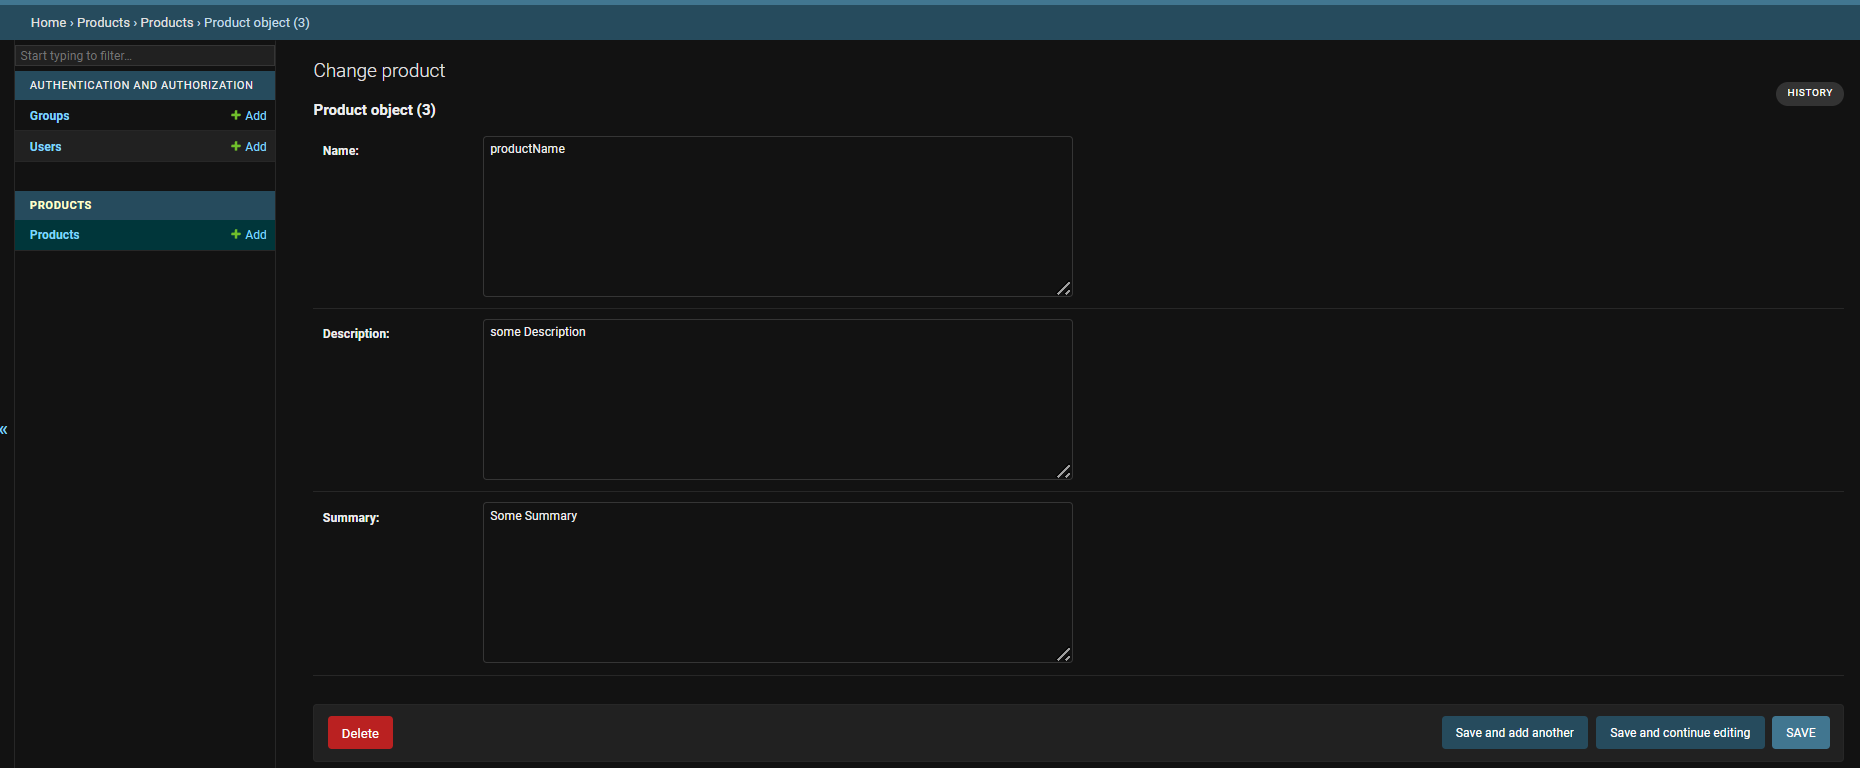 Home › Products › Products › Product object (3)
Start typing to filter...
AUTHENTICATION AND AUTHORIZATION
Groups + Add
Users + Add
PRODUCTS
Products + Add
«
Change product
HISTORY
Product object (3)
Name: productName
Description: some Description
Summary: Some Summary
Delete Save and add another Save and continue editing SAVE